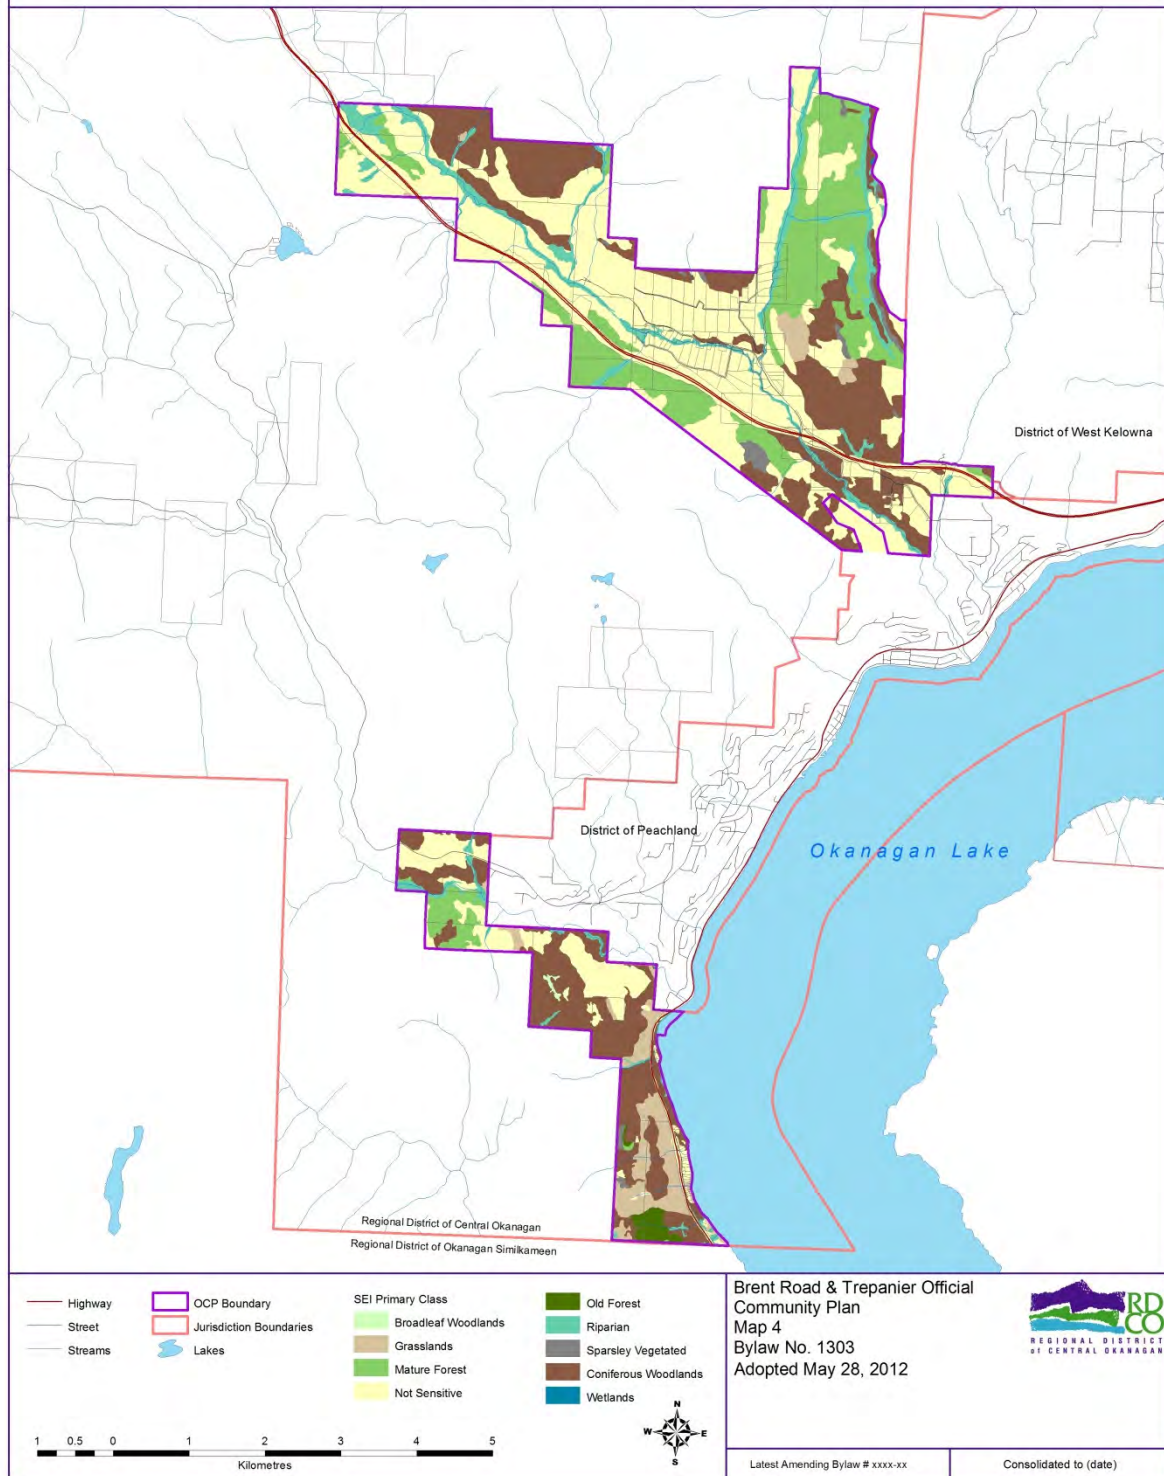 District of West Kelowna
District of Peachland
Okanagan Lake
Regional District of Central Okanagan
Regional District of Okanagan Similkameen
Highway
Street
Streams
OCP Boundary
Jurisdiction Boundaries
Lakes
SEI Primary Class
Broadleaf Woodlands
Grasslands
Mature Forest
Not Sensitive
Old Forest
Riparian
Sparsley Vegetated
Coniferous Woodlands
Wetlands
1 0.5 0 1 2 3 4 5
Kilometres
N
W E
S
Brent Road & Trepanier Official
Community Plan
Map 4
Bylaw No. 1303
Adopted May 28, 2012
RD
CO
REGIONAL DISTRICT
of CENTRAL OKANAGAN
Latest Amending Bylaw # xxxx-xx
Consolidated to (date)